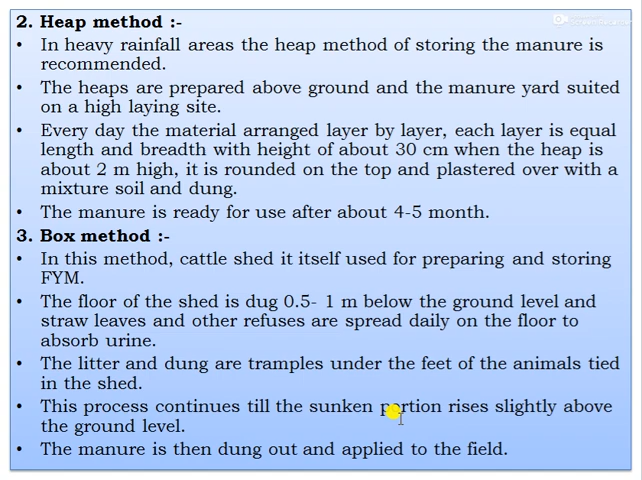 2. Heap method :-
• In heavy rainfall areas the heap method of storing the manure is
recommended.
• The heaps are prepared above ground and the manure yard suited
on a high laying site.
• Every day the material arranged layer by layer, each layer is equal
length and breadth with height of about 30 cm when the heap is
about 2 m high, it is rounded on the top and plastered over with a
mixture soil and dung.
• The manure is ready for use after about 4-5 month.
3. Box method :-
• In this method, cattle shed it itself used for preparing and storing
FYM.
• The floor of the shed is dug 0.5- 1 m below the ground level and
straw leaves and other refuses are spread daily on the floor to
absorb urine.
• The litter and dung are tramples under the feet of the animals tied
in the shed.
• This process continues till the sunken portion rises slightly above
the ground level.
• The manure is then dung out and applied to the field.